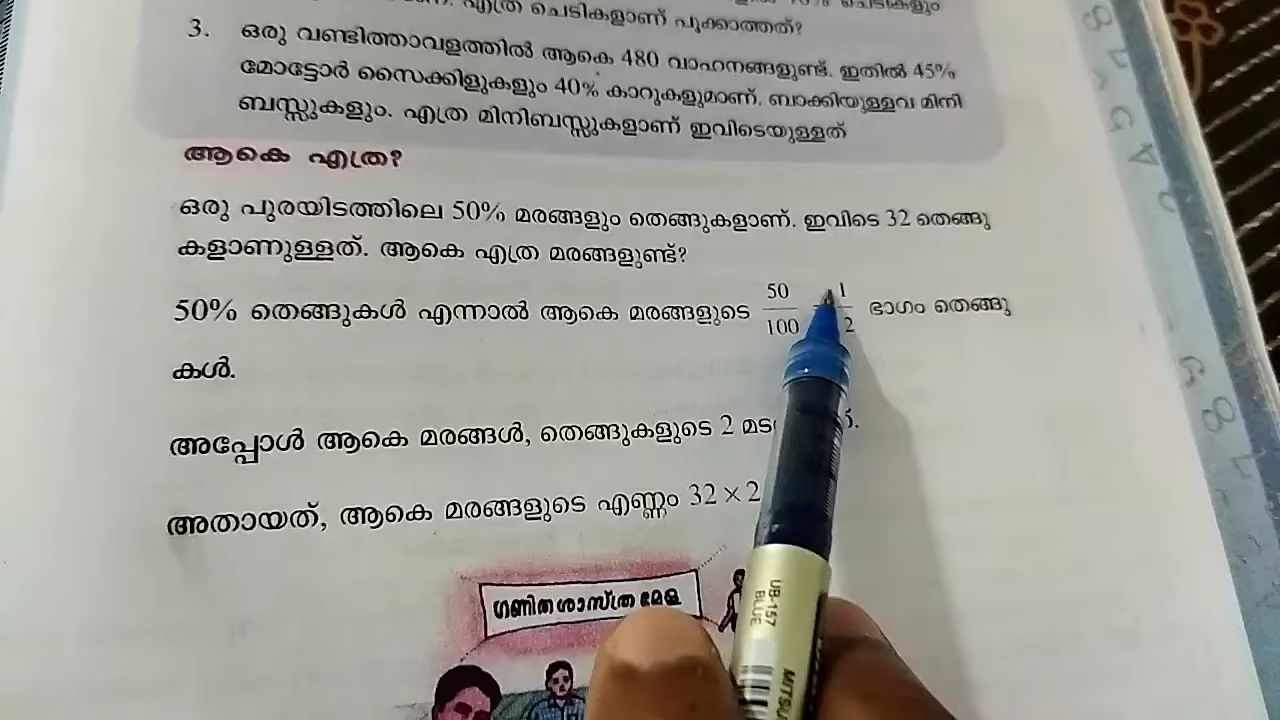 എത്ര ചെടികളാണ് പൂക്കാത്തത്?
3. ഒരു വണ്ടിത്താവളത്തിൽ ആകെ 480 വാഹനങ്ങളുണ്ട്. ഇതിൽ 45%
മോട്ടോർ സൈക്കിളുകളും 40% കാറുകളുമാണ്. ബാക്കിയുള്ളവ മിനി
ബസ്സുകളും. എത്ര മിനിബസ്സുകളാണ് ഇവിടെയുള്ളത്
ആകെ എത്ര?
ഒരു പുരയിടത്തിലെ 50% മരങ്ങളും തെങ്ങുകളാണ്. ഇവിടെ 32 തെങ്ങു
കളാണുള്ളത്. ആകെ എത്ര മരങ്ങളുണ്ട്?
50% തെങ്ങുകൾ എന്നാൽ ആകെ മരങ്ങളുടെ 50/100 1/2 ഭാഗം തെങ്ങു
കൾ.
അപ്പോൾ ആകെ മരങ്ങൾ, തെങ്ങുകളുടെ 2
അതായത്, ആകെ മരങ്ങളുടെ എണ്ണം 32 × 2
ഗണിതശാസ്ത്ര മേള
UB-157
BLUE